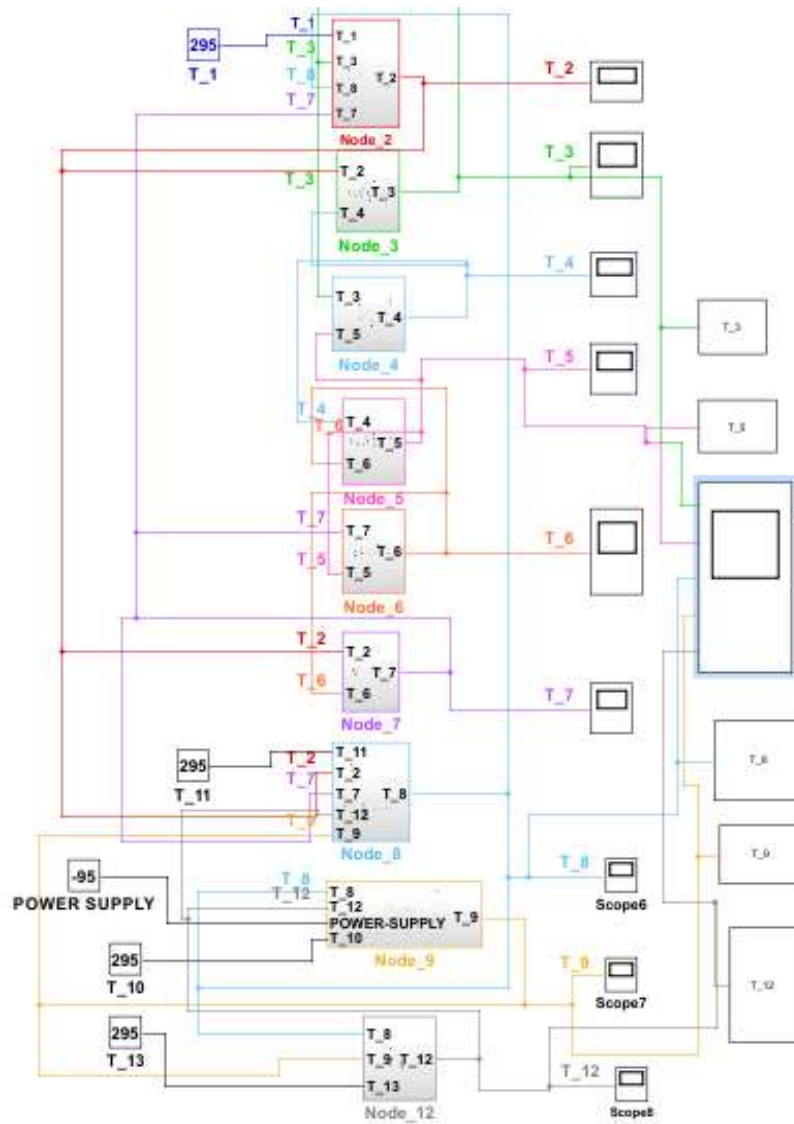 T_1
295
T_1
T_1
T_3
T_3
T_8
T_8
T_7
T_7
T_2
Node_2
T_2
T_3
T_2
T_4
T_3
Node_3
T_3
T_3
T_5
T_4
Node_4
T_4
T_3
T_4
T_6
T_4
T_6
T_5
Node_5
T_5
T_5
T_7
T_5
T_7
T_5
T_6
Node_6
T_6
T_2
T_6
T_2
T_6
T_7
Node_7
T_7
295
T_11
T_2
T_7
T_11
T_2
T_7
T_12
T_9
T_8
Node_8
T_8
-95
POWER SUPPLY
T_8
T_12
T_8
T_12
POWER-SUPPLY
T_10
T_9
Node_9
T_8
Scope6
T_9
295
T_10
T_9
Scope7
T_12
295
T_13
T_8
T_9
T_13
T_12
Node_12
T_12